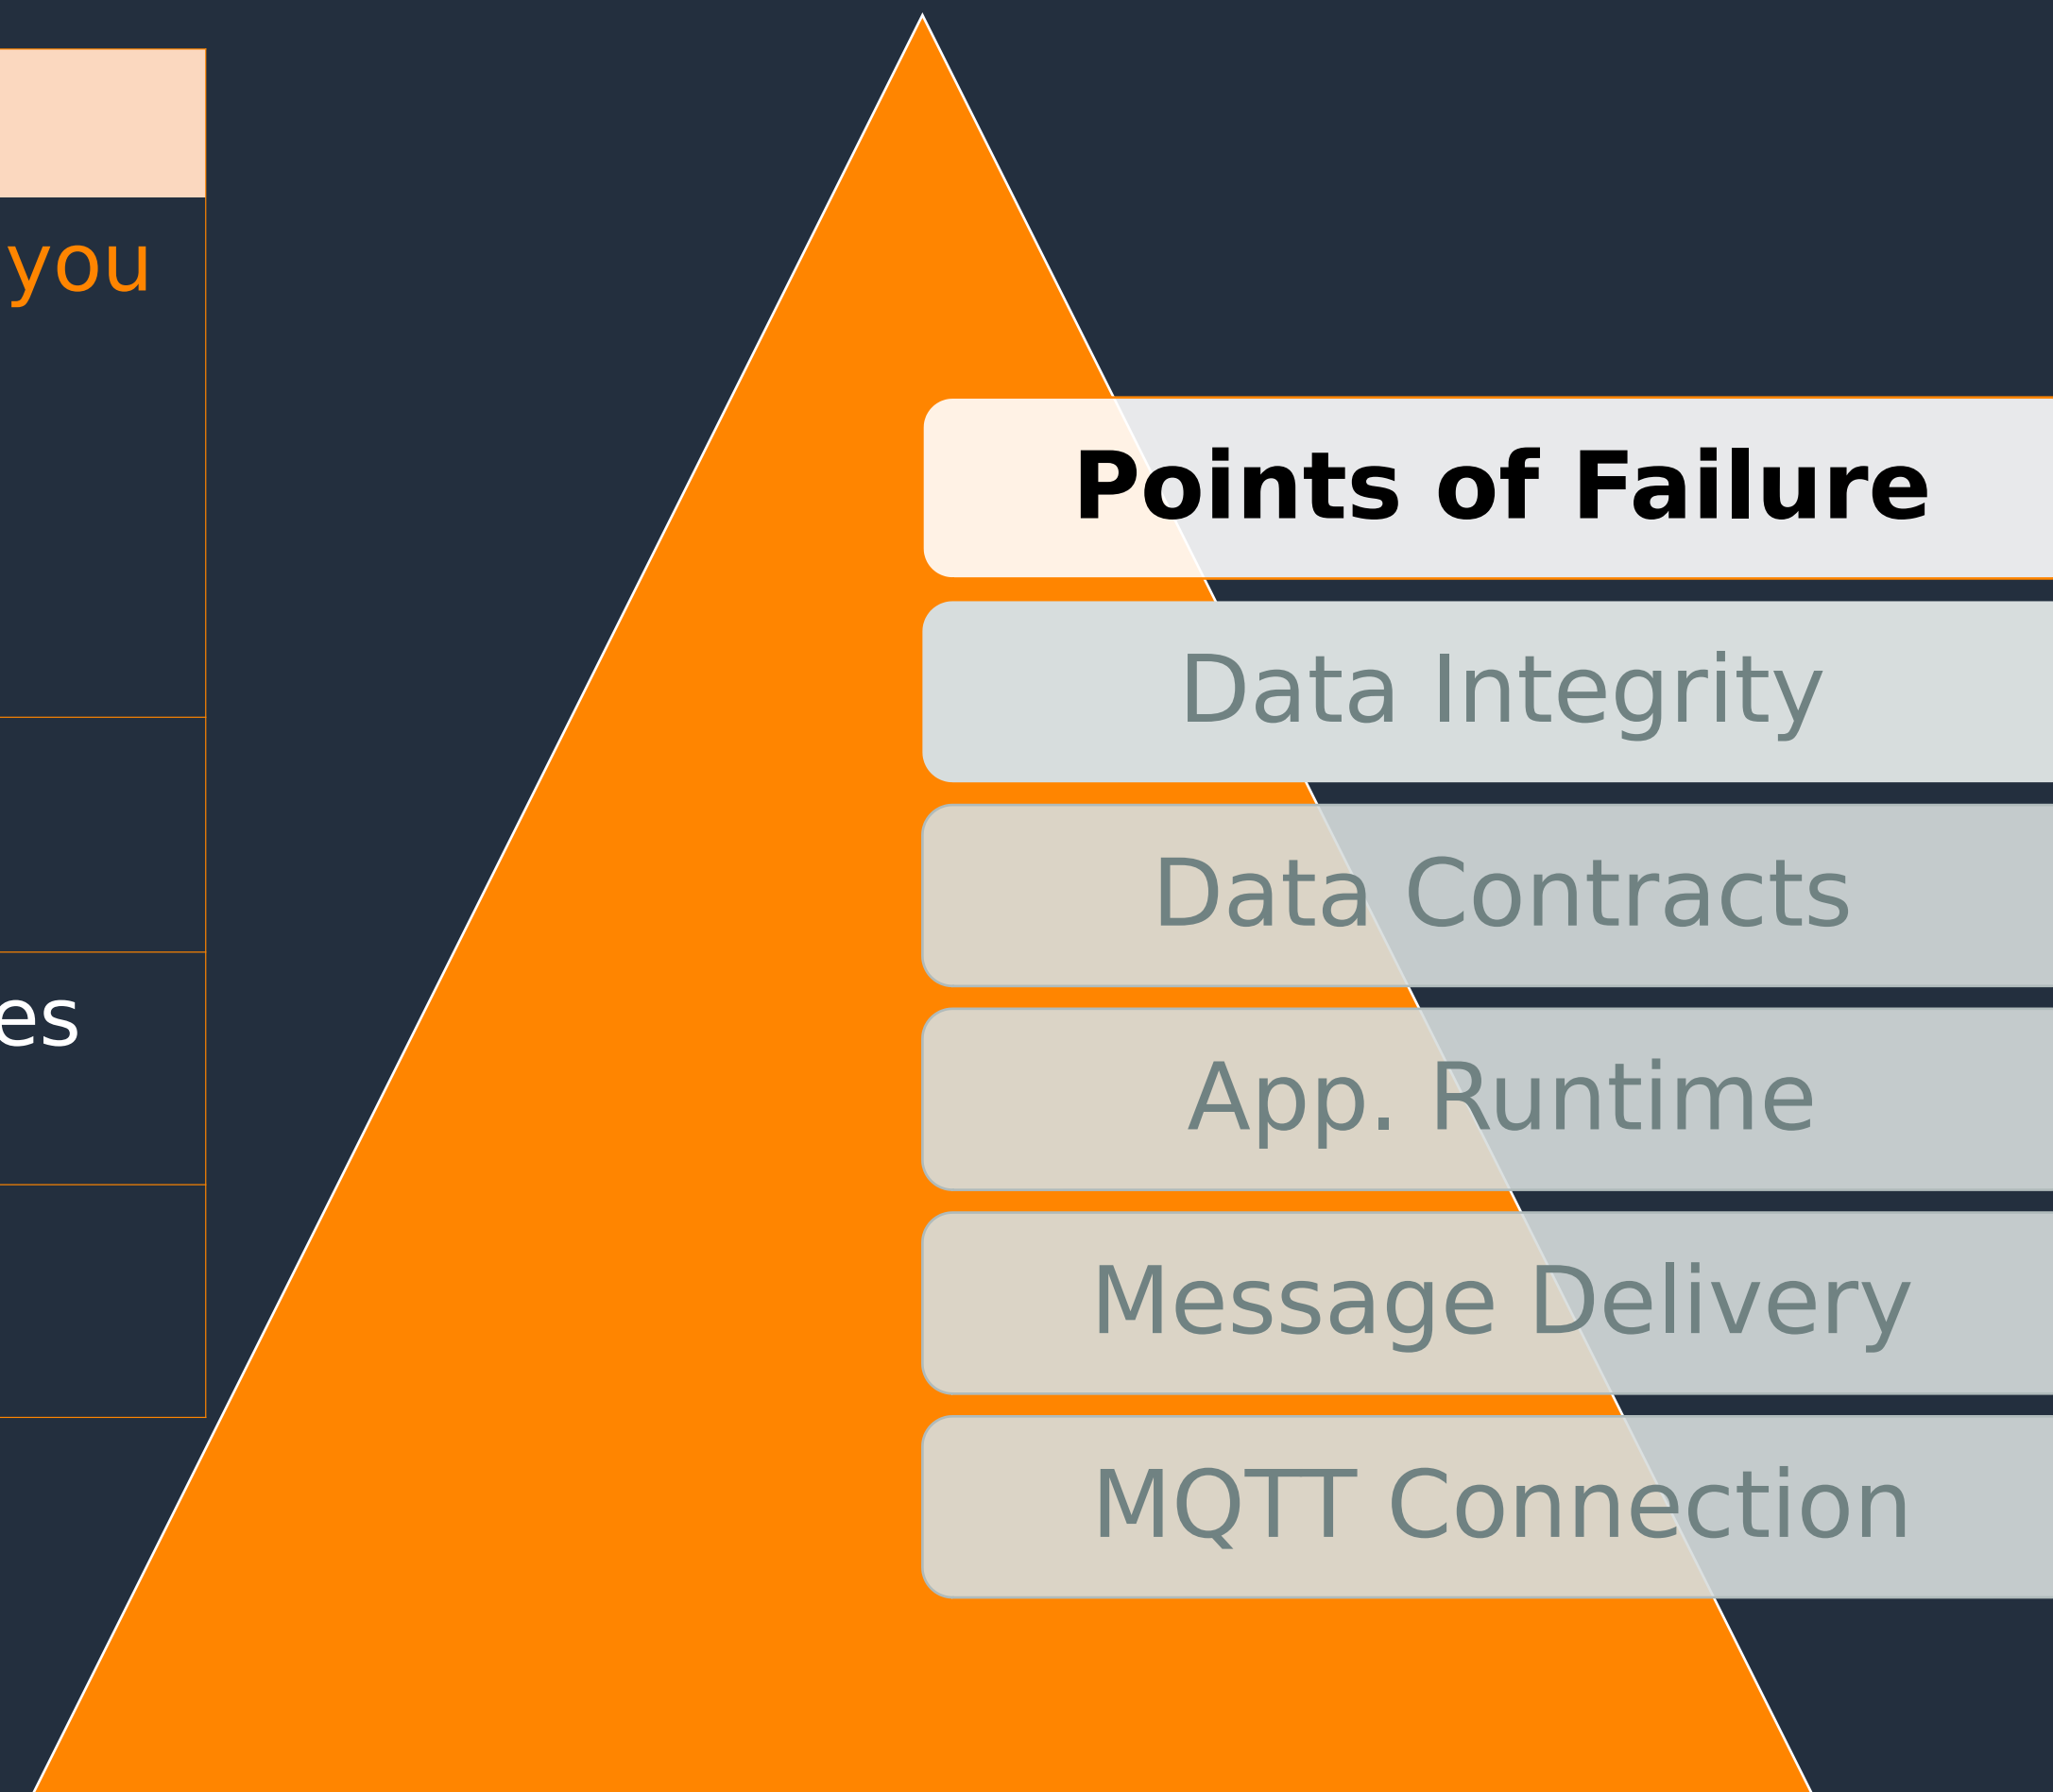 you
es
Points of Failure
Data Integrity
Data Contracts
App. Runtime
Message Delivery
MQTT Connection